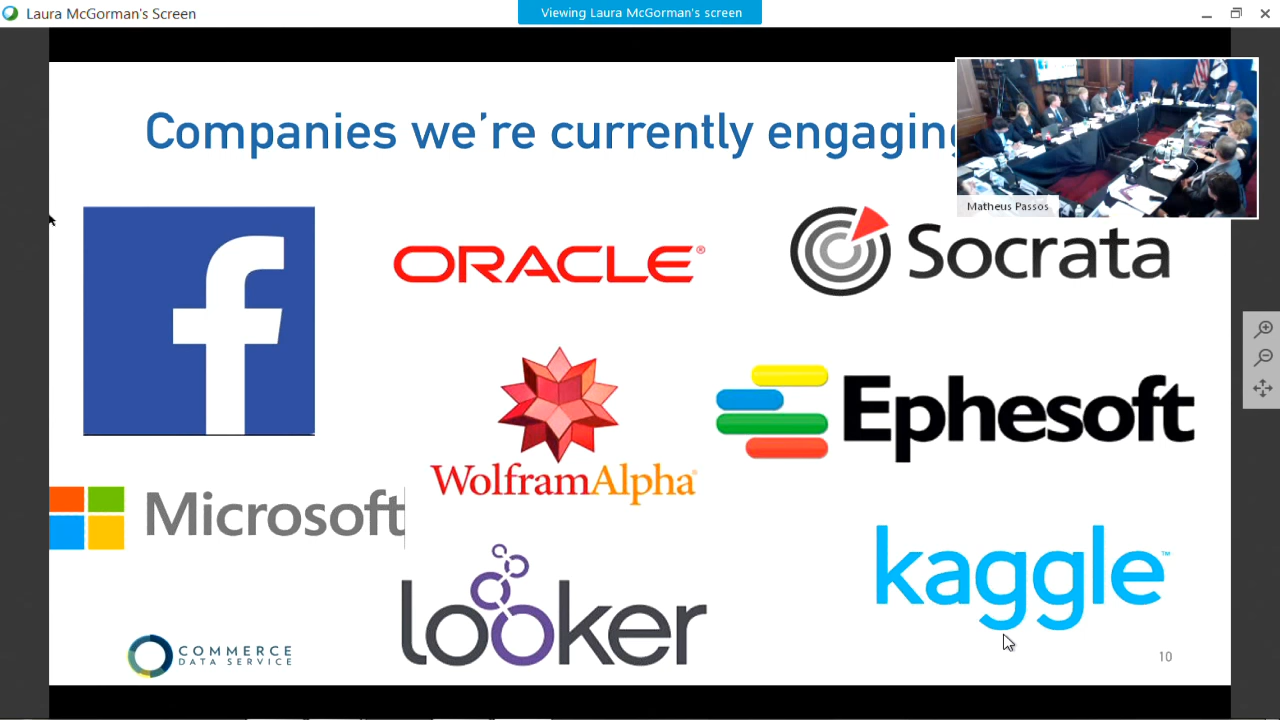 Laura McGorman's Screen
Viewing Laura McGorman's screen
Companies we're currently engaging
Matheus Passos
ORACLE®
Socrata
WolframAlpha
Ephesoft
Microsoft
looker
kaggle™
COMMERCE
DATA SERVICE
10